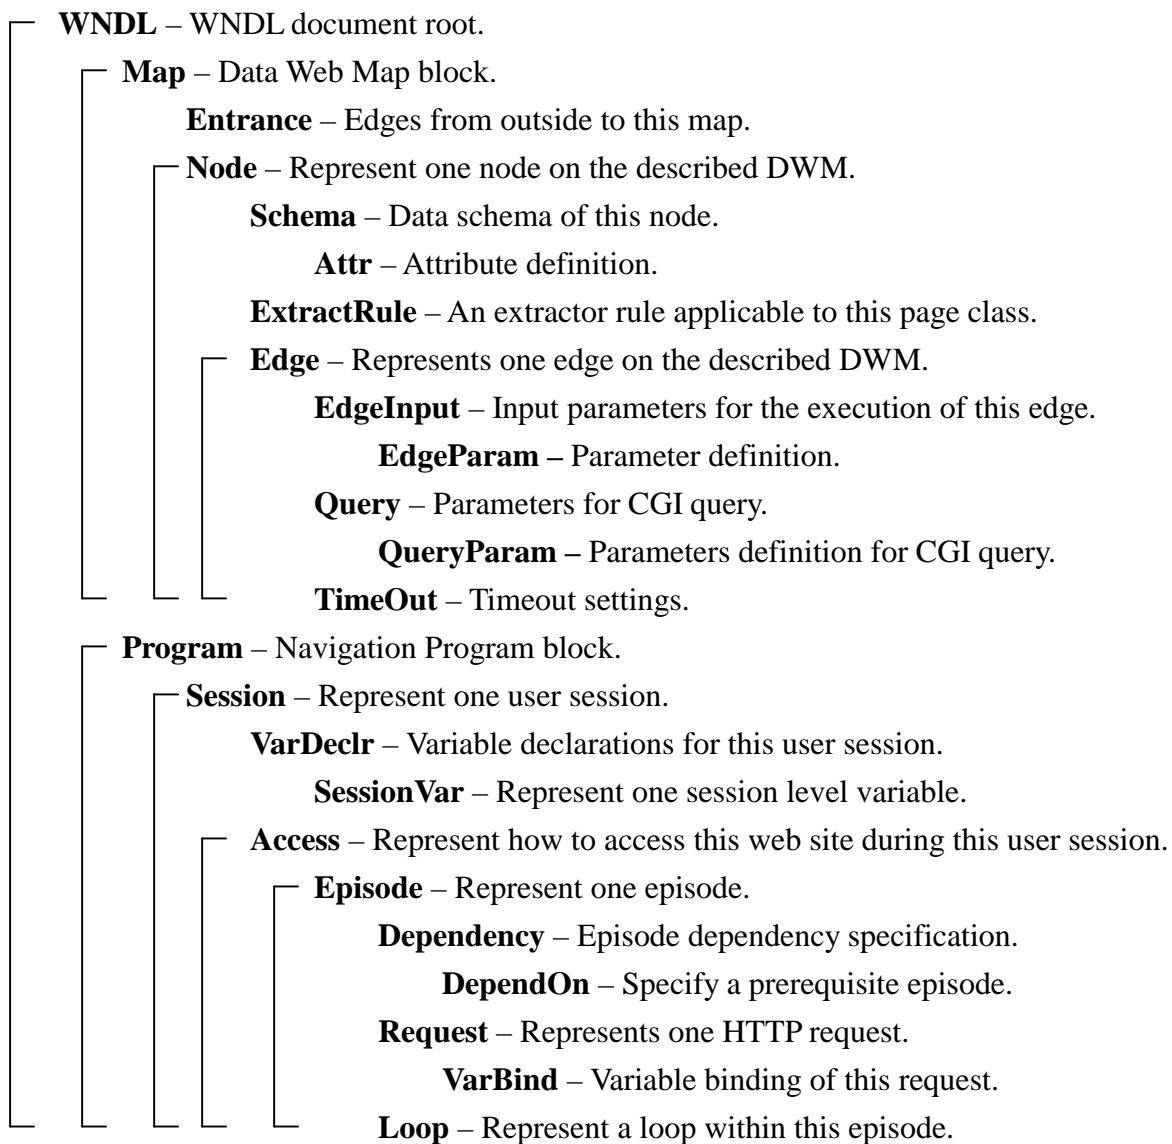 WNDL – WNDL document root.
Map – Data Web Map block.
Entrance – Edges from outside to this map.
Node – Represent one node on the described DWM.
Schema – Data schema of this node.
Attr – Attribute definition.
ExtractRule – An extractor rule applicable to this page class.
Edge – Represents one edge on the described DWM.
EdgeInput – Input parameters for the execution of this edge.
EdgeParam – Parameter definition.
Query – Parameters for CGI query.
QueryParam – Parameters definition for CGI query.
TimeOut – Timeout settings.
Program – Navigation Program block.
Session – Represent one user session.
VarDeclr – Variable declarations for this user session.
SessionVar – Represent one session level variable.
Access – Represent how to access this web site during this user session.
Episode – Represent one episode.
Dependency – Episode dependency specification.
DependOn – Specify a prerequisite episode.
Request – Represents one HTTP request.
VarBind – Variable binding of this request.
Loop – Represent a loop within this episode.